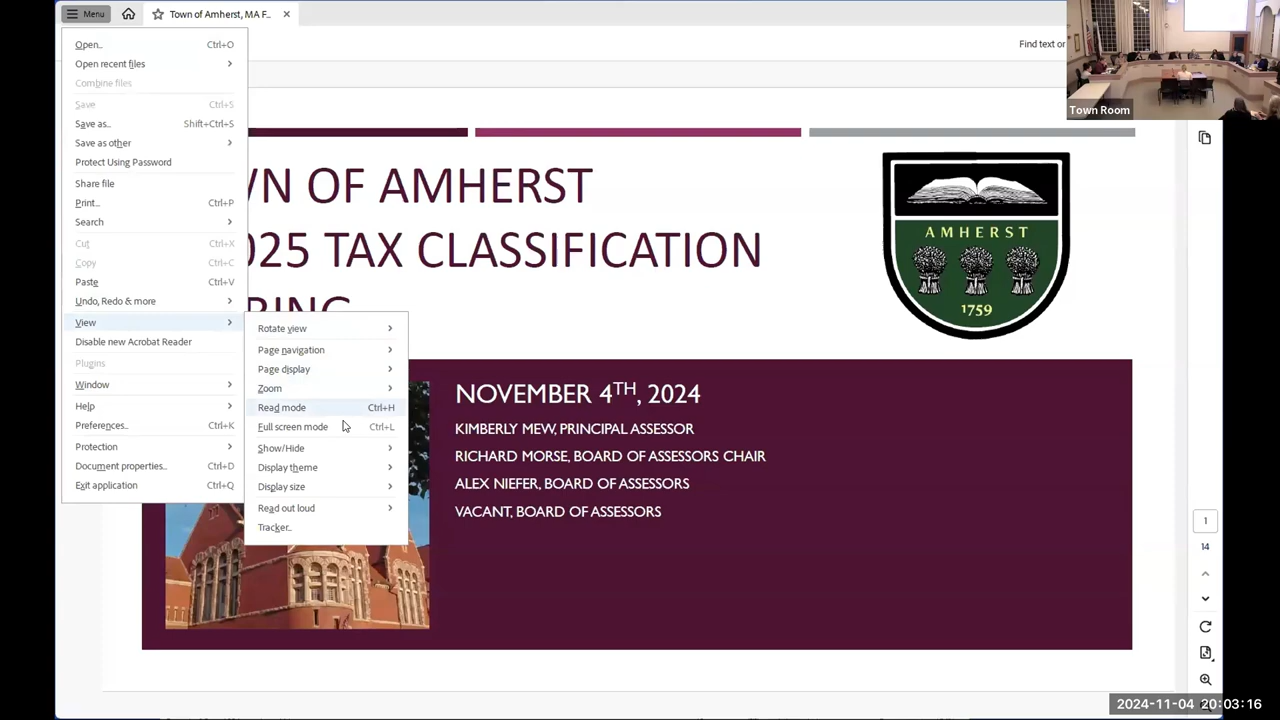 Menu
Town of Amherst, MA F...
Find text or
Open... Ctrl+O
Open recent files
Combine files
Save Ctrl+S
Save as... Shift+Ctrl+S
Save as other
Protect Using Password
Share file
Print... Ctrl+P
Search
Cut Ctrl+X
Copy Ctrl+C
Paste Ctrl+V
Undo, Redo & more
View
Disable new Acrobat Reader
Plugins
Window
Help
Preferences... Ctrl+K
Protection
Document properties... Ctrl+D
Exit application Ctrl+Q
Rotate view
Page navigation
Page display
Zoom
Read mode Ctrl+H
Full screen mode Ctrl+L
Show/Hide
Display theme
Display size
Read out loud
Tracker...
Town Room
WN OF AMHERST
025 TAX CLASSIFICATION
RING
AMHERST
1759
NOVEMBER 4TH, 2024
KIMBERLY MEW, PRINCIPAL ASSESSOR
RICHARD MORSE, BOARD OF ASSESSORS CHAIR
ALEX NIEFER, BOARD OF ASSESSORS
VACANT, BOARD OF ASSESSORS
1
14
2024-11-04 20:03:16